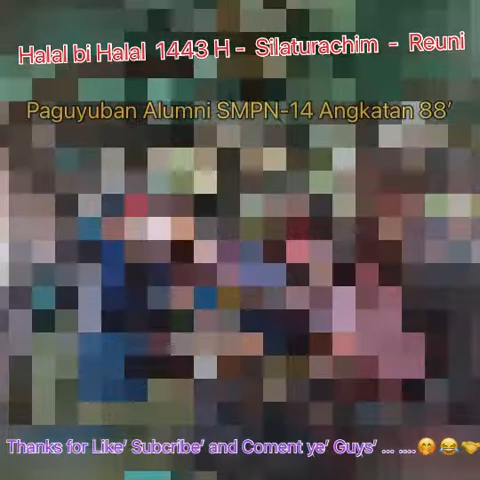 Halal bi Halal 1443 H - Silaturachim - Reuni
Paguyuban Alumni SMPN-14 Angkatan 88'
Thanks for Like' Subcribe' and Coment ye' Guys' ... ....🤭😂🤝